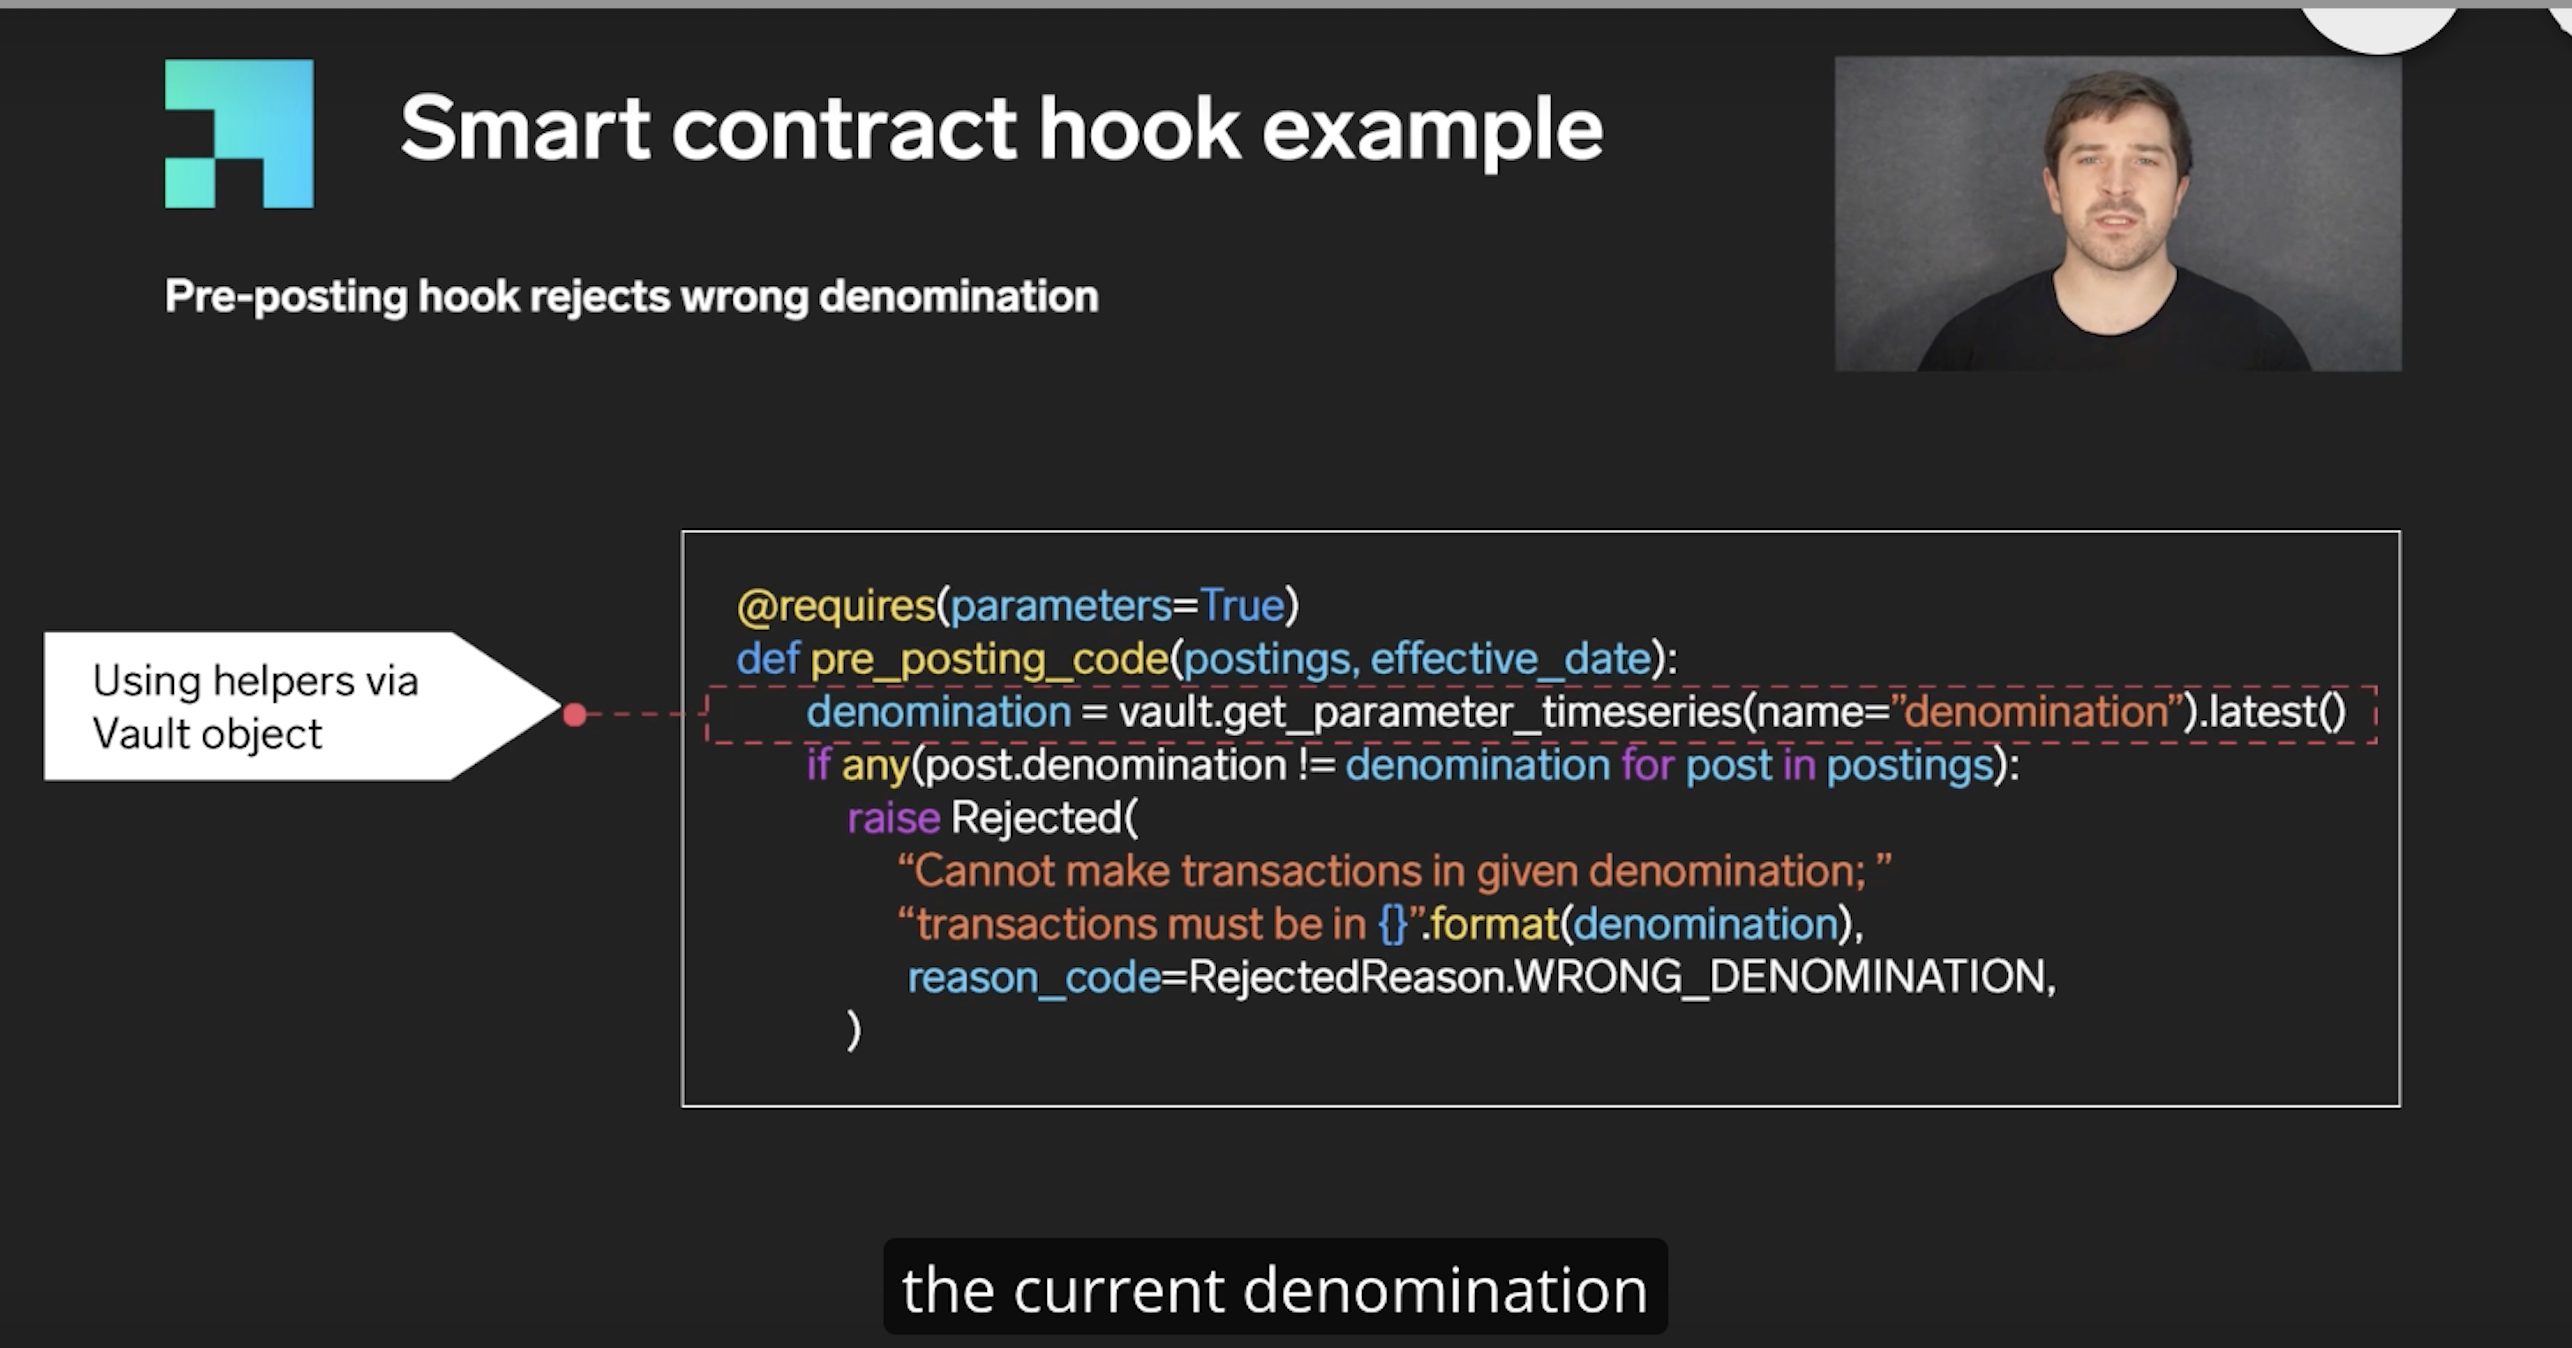 Smart contract hook example
Pre-posting hook rejects wrong denomination
Using helpers via
Vault object
@requires(parameters=True)
def pre_posting_code(postings, effective_date):
denomination = vault.get_parameter_timeseries(name=”denomination”).latest()
if any(post.denomination != denomination for post in postings):
raise Rejected(
“Cannot make transactions in given denomination; ”
“transactions must be in {}”.format(denomination),
reason_code=RejectedReason.WRONG_DENOMINATION,
)
the current denomination